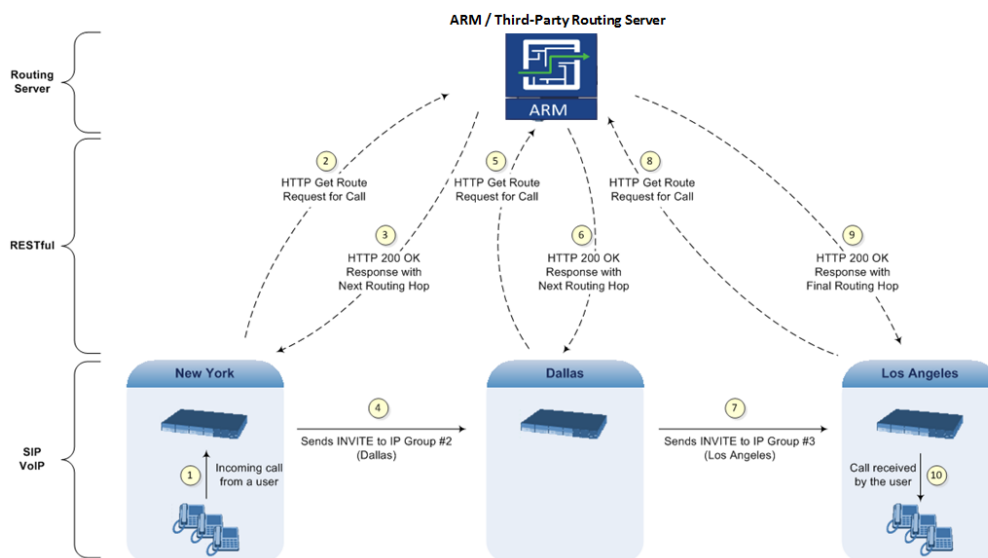 ARM / Third-Party Routing Server
Routing
Server
ARM
2
HTTP Get Route
Request for Call
5
HTTP Get Route
Request for Call
8
HTTP Get Route
Request for Call
RESTful
3
HTTP 200 OK
Response with
Next Routing Hop
6
HTTP 200 OK
Response with
Next Routing Hop
9
HTTP 200 OK
Response with
Final Routing Hop
New York
Dallas
Los Angeles
4
Sends INVITE to IP Group #2
(Dallas)
7
Sends INVITE to IP Group #3
(Los Angeles)
SIP
VoIP
1
Incoming call
from a user
Call received
by the user
10